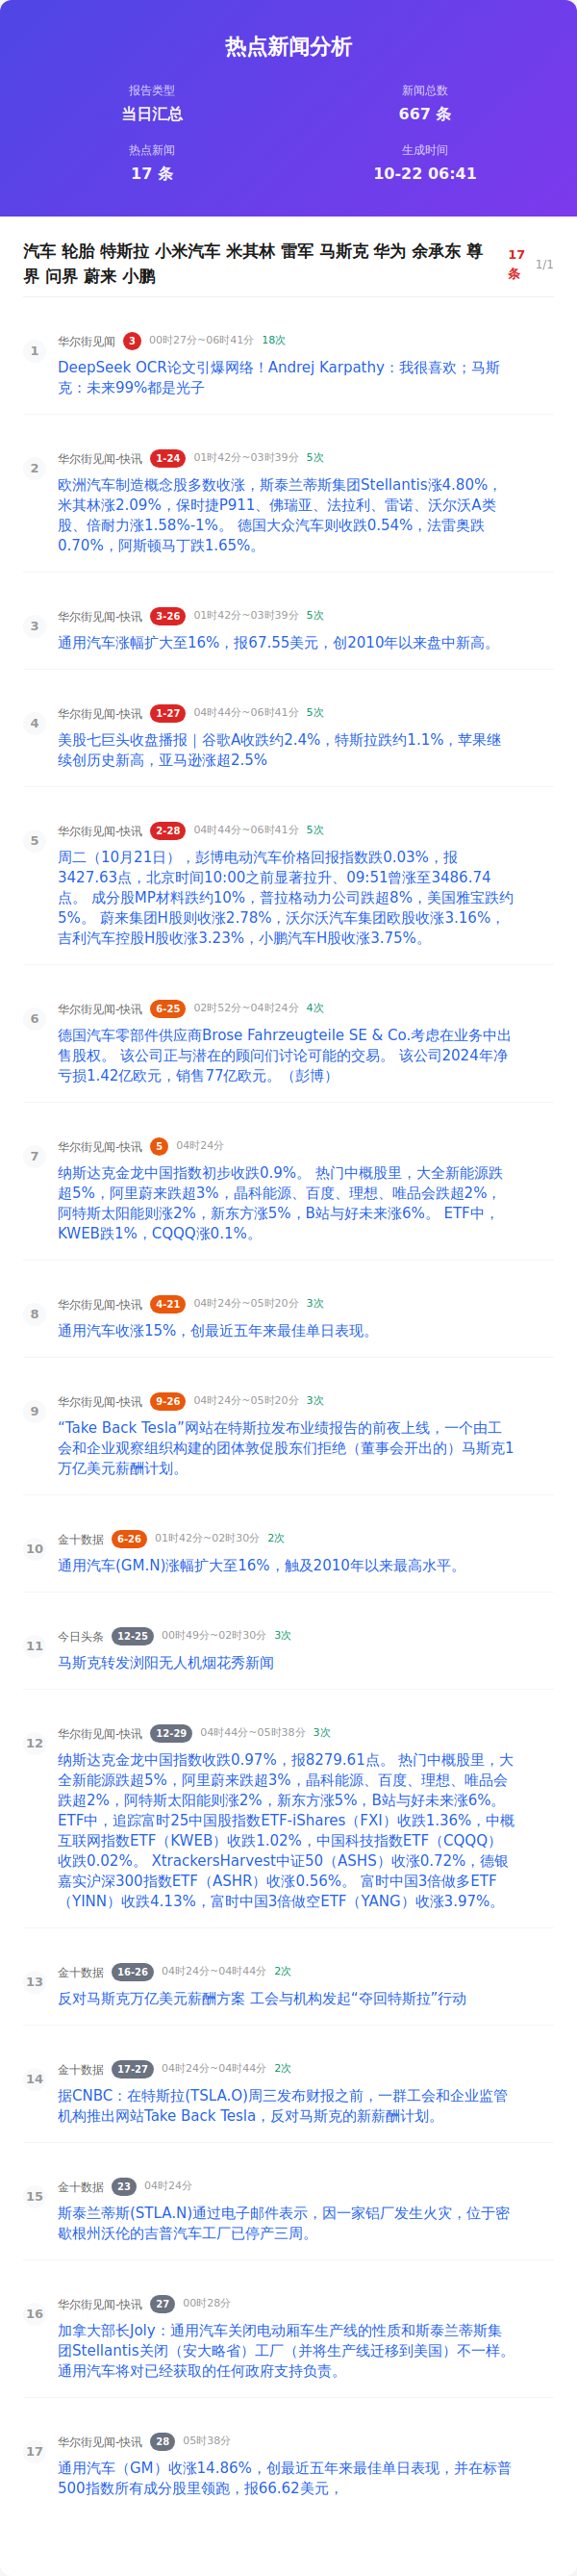 热点新闻分析
报告类型
新闻总数
当日汇总
667 条
热点新闻
生成时间
17 条
10-22 06:41
汽车 轮胎 特斯拉 小米汽车 米其林 雷军 马斯克 华为 余承东 尊
界 问界 蔚来 小鹏
17
条
1/1
1
华尔街见闻 3 00时27分~06时41分 18次
DeepSeek OCR论文引爆网络！Andrej Karpathy：我很喜欢；马斯
克：未来99%都是光子
2
华尔街见闻-快讯 1-24 01时42分~03时39分 5次
欧洲汽车制造概念股多数收涨，斯泰兰蒂斯集团Stellantis涨4.80%，
米其林涨2.09%，保时捷P911、佛瑞亚、法拉利、雷诺、沃尔沃A类
股、倍耐力涨1.58%-1%。 德国大众汽车则收跌0.54%，法雷奥跌
0.70%，阿斯顿马丁跌1.65%。
3
华尔街见闻-快讯 3-26 01时42分~03时39分 5次
通用汽车涨幅扩大至16%，报67.55美元，创2010年以来盘中新高。
4
华尔街见闻-快讯 1-27 04时44分~06时41分 5次
美股七巨头收盘播报｜谷歌A收跌约2.4%，特斯拉跌约1.1%，苹果继
续创历史新高，亚马逊涨超2.5%
5
华尔街见闻-快讯 2-28 04时44分~06时41分 5次
周二（10月21日），彭博电动汽车价格回报指数跌0.03%，报
3427.63点，北京时间10:00之前显著拉升、09:51曾涨至3486.74
点。 成分股MP材料跌约10%，普拉格动力公司跌超8%，美国雅宝跌约
5%。 蔚来集团H股则收涨2.78%，沃尔沃汽车集团欧股收涨3.16%，
吉利汽车控股H股收涨3.23%，小鹏汽车H股收涨3.75%。
6
华尔街见闻-快讯 6-25 02时52分~04时24分 4次
德国汽车零部件供应商Brose Fahrzeugteile SE & Co.考虑在业务中出
售股权。 该公司正与潜在的顾问们讨论可能的交易。 该公司2024年净
亏损1.42亿欧元，销售77亿欧元。（彭博）
7
华尔街见闻-快讯 5 04时24分
纳斯达克金龙中国指数初步收跌0.9%。 热门中概股里，大全新能源跌
超5%，阿里蔚来跌超3%，晶科能源、百度、理想、唯品会跌超2%，
阿特斯太阳能则涨2%，新东方涨5%，B站与好未来涨6%。 ETF中，
KWEB跌1%，CQQQ涨0.1%。
8
华尔街见闻-快讯 4-21 04时24分~05时20分 3次
通用汽车收涨15%，创最近五年来最佳单日表现。
9
华尔街见闻-快讯 9-26 04时24分~05时20分 3次
“Take Back Tesla”网站在特斯拉发布业绩报告的前夜上线，一个由工
会和企业观察组织构建的团体敦促股东们拒绝（董事会开出的）马斯克1
万亿美元薪酬计划。
10
金十数据 6-26 01时42分~02时30分 2次
通用汽车(GM.N)涨幅扩大至16%，触及2010年以来最高水平。
11
今日头条 12-25 00时49分~02时30分 3次
马斯克转发浏阳无人机烟花秀新闻
12
华尔街见闻-快讯 12-29 04时44分~05时38分 3次
纳斯达克金龙中国指数收跌0.97%，报8279.61点。 热门中概股里，大
全新能源跌超5%，阿里蔚来跌超3%，晶科能源、百度、理想、唯品会
跌超2%，阿特斯太阳能则涨2%，新东方涨5%，B站与好未来涨6%。
ETF中，追踪富时25中国股指数ETF-iShares（FXI）收跌1.36%，中概
互联网指数ETF（KWEB）收跌1.02%，中国科技指数ETF（CQQQ）
收跌0.02%。 XtrackersHarvest中证50（ASHS）收涨0.72%，德银
嘉实沪深300指数ETF（ASHR）收涨0.56%。 富时中国3倍做多ETF
（YINN）收跌4.13%，富时中国3倍做空ETF（YANG）收涨3.97%。
13
金十数据 16-26 04时24分~04时44分 2次
反对马斯克万亿美元薪酬方案 工会与机构发起“夺回特斯拉”行动
14
金十数据 17-27 04时24分~04时44分 2次
据CNBC：在特斯拉(TSLA.O)周三发布财报之前，一群工会和企业监管
机构推出网站Take Back Tesla，反对马斯克的新薪酬计划。
15
金十数据 23 04时24分
斯泰兰蒂斯(STLA.N)通过电子邮件表示，因一家铝厂发生火灾，位于密
歇根州沃伦的吉普汽车工厂已停产三周。
16
华尔街见闻-快讯 27 00时28分
加拿大部长Joly：通用汽车关闭电动厢车生产线的性质和斯泰兰蒂斯集
团Stellantis关闭（安大略省）工厂（并将生产线迁移到美国）不一样。
通用汽车将对已经获取的任何政府支持负责。
17
华尔街见闻-快讯 28 05时38分
通用汽车（GM）收涨14.86%，创最近五年来最佳单日表现，并在标普
500指数所有成分股里领跑，报66.62美元，